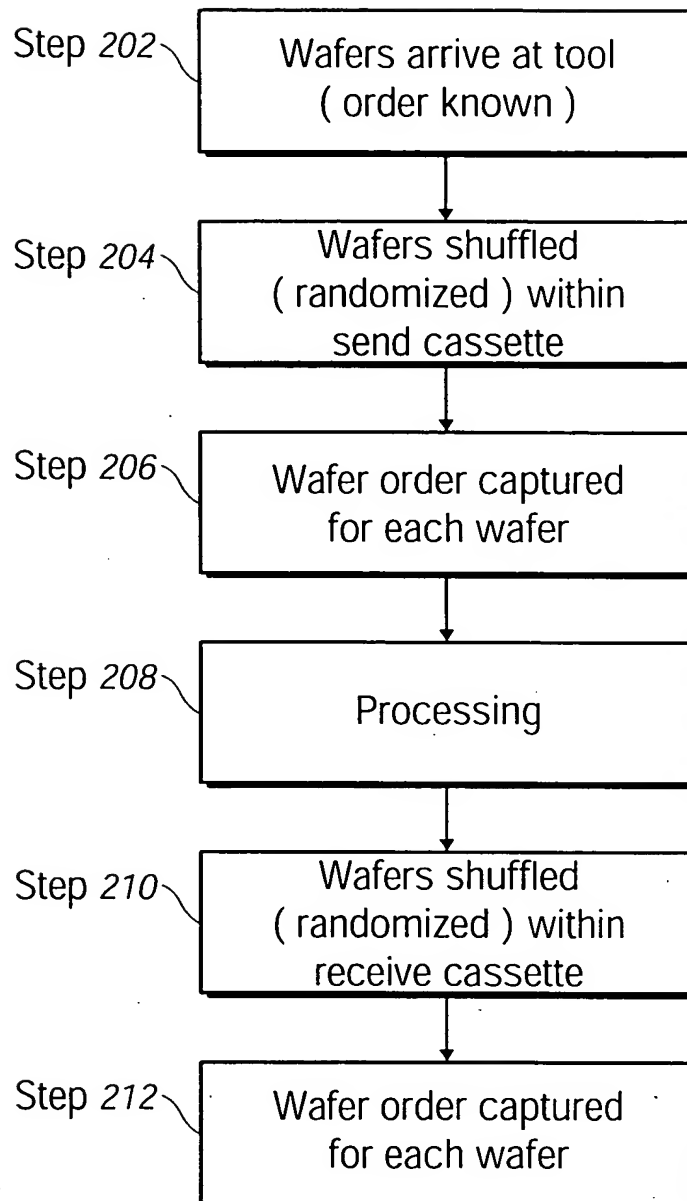 Step 202
Wafers arrive at tool
( order known )
Step 204
Wafers shuffled
( randomized ) within
send cassette
Step 206
Wafer order captured
for each wafer
Step 208
Processing
Step 210
Wafers shuffled
( randomized ) within
receive cassette
Step 212
Wafer order captured
for each wafer